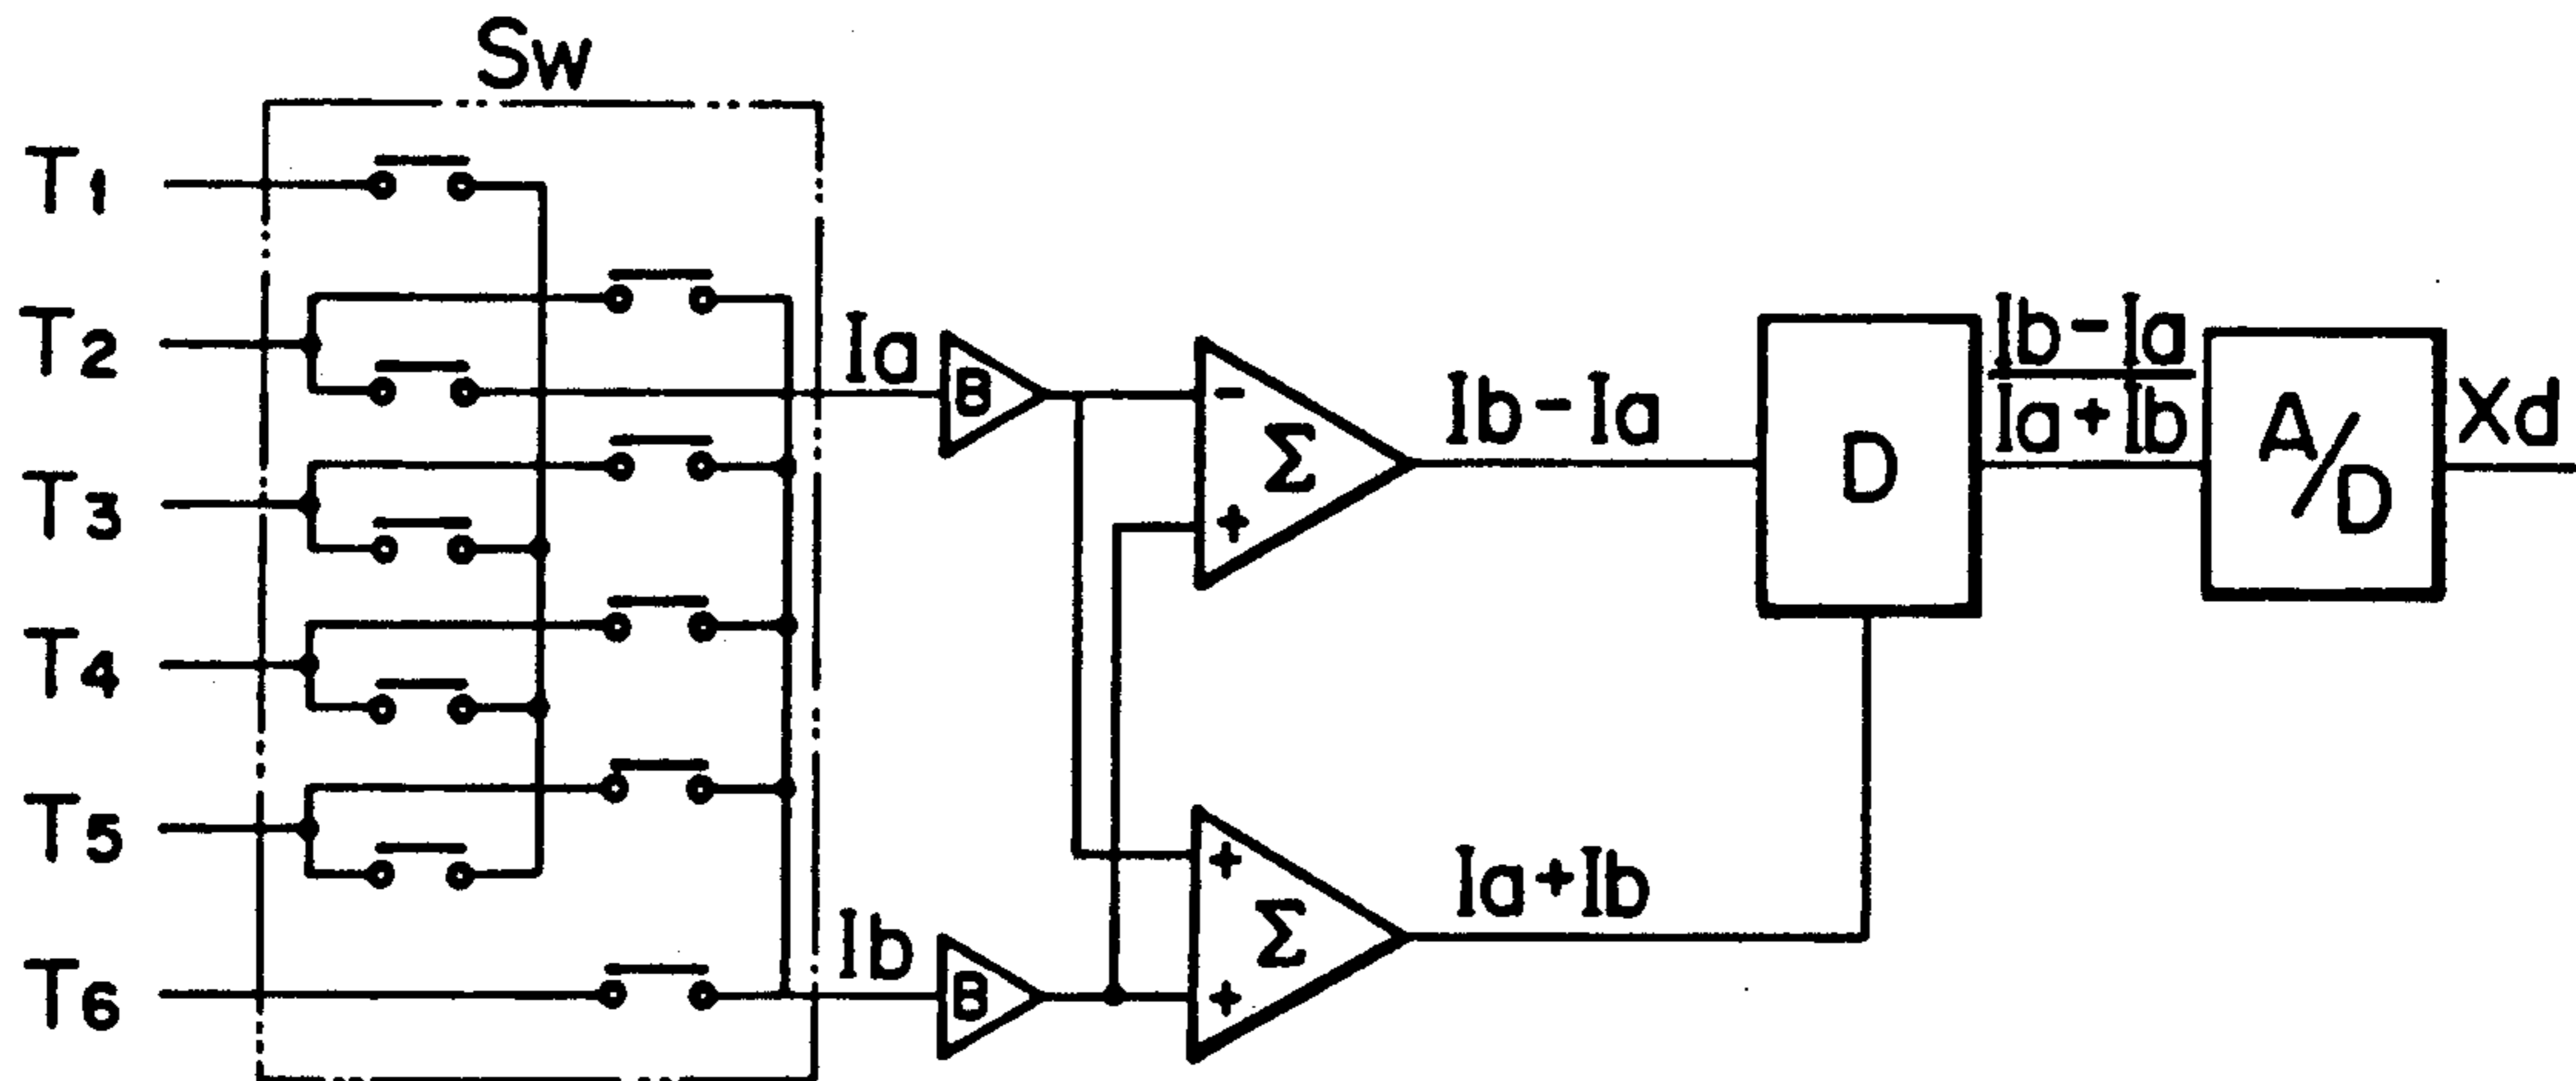 Sw
T1
T2
T3
T4
T5
T6
Ia
Ib
B
B
-
Σ
+
+
Σ
+
Ib-Ia
Ia+Ib
D
Ib-Ia
Ia+Ib
A/D
Xd